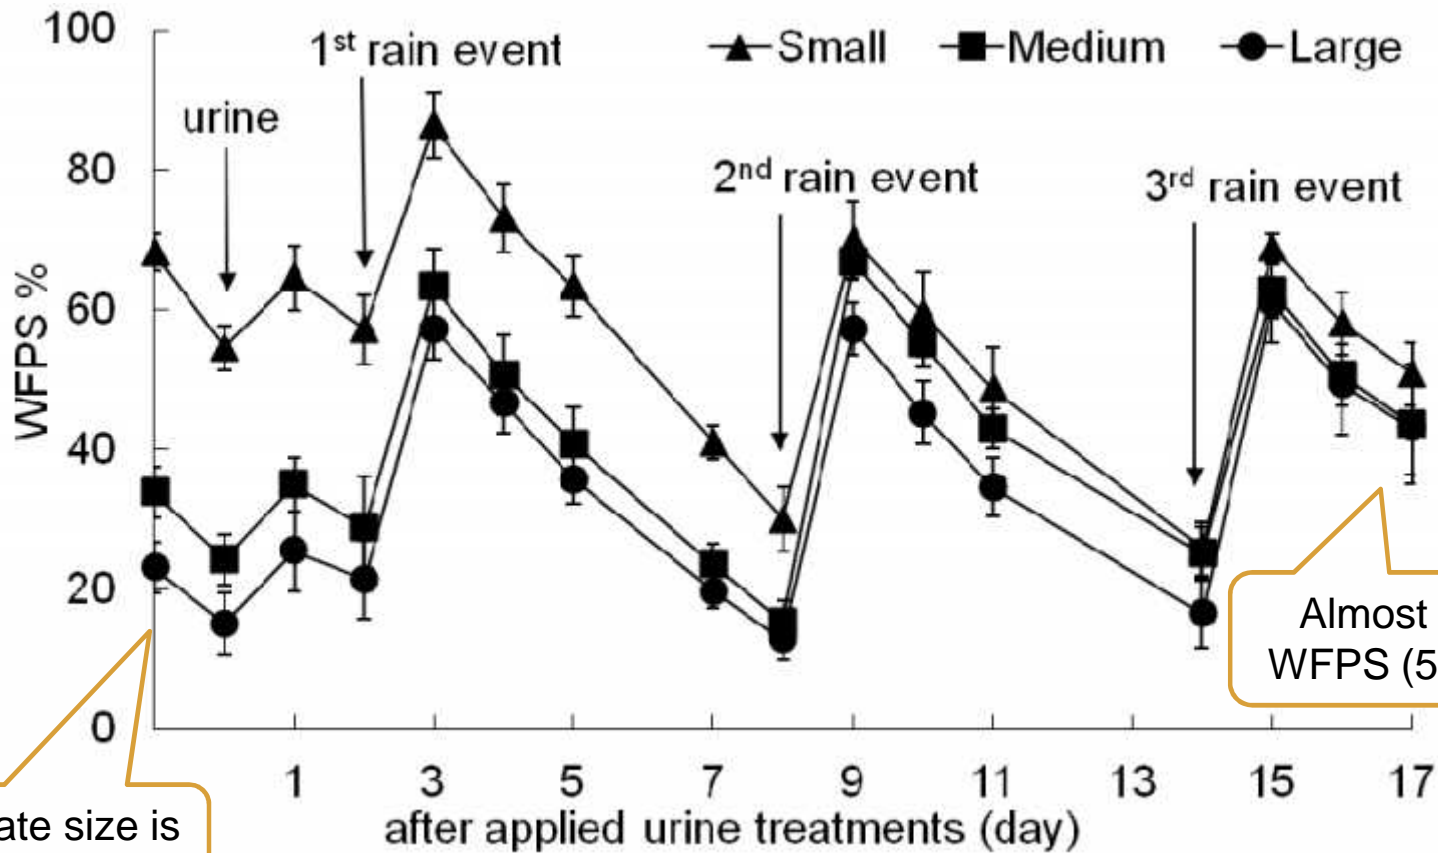 100
80
60
40
20
0
WFPS %
urine
1st rain event
2nd rain event
3rd rain event
Small
Medium
Large
1
3
5
7
9
11
13
15
17
after applied urine treatments (day)
Almost
WFPS (5
ate size is